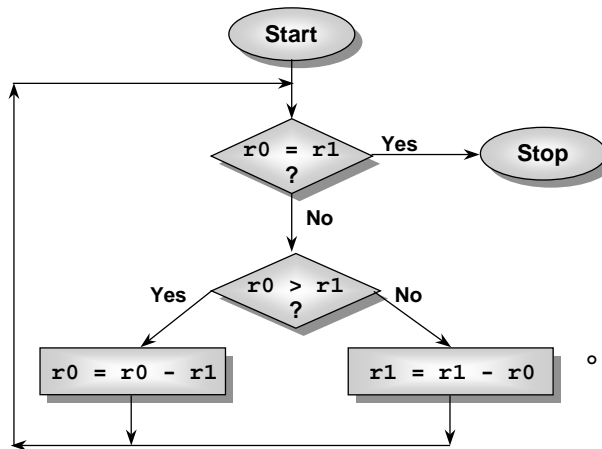 Start
r0 = r1
?
Yes
Stop
No
r0 > r1
?
Yes
No
r0 = r0 - r1
r1 = r1 - r0